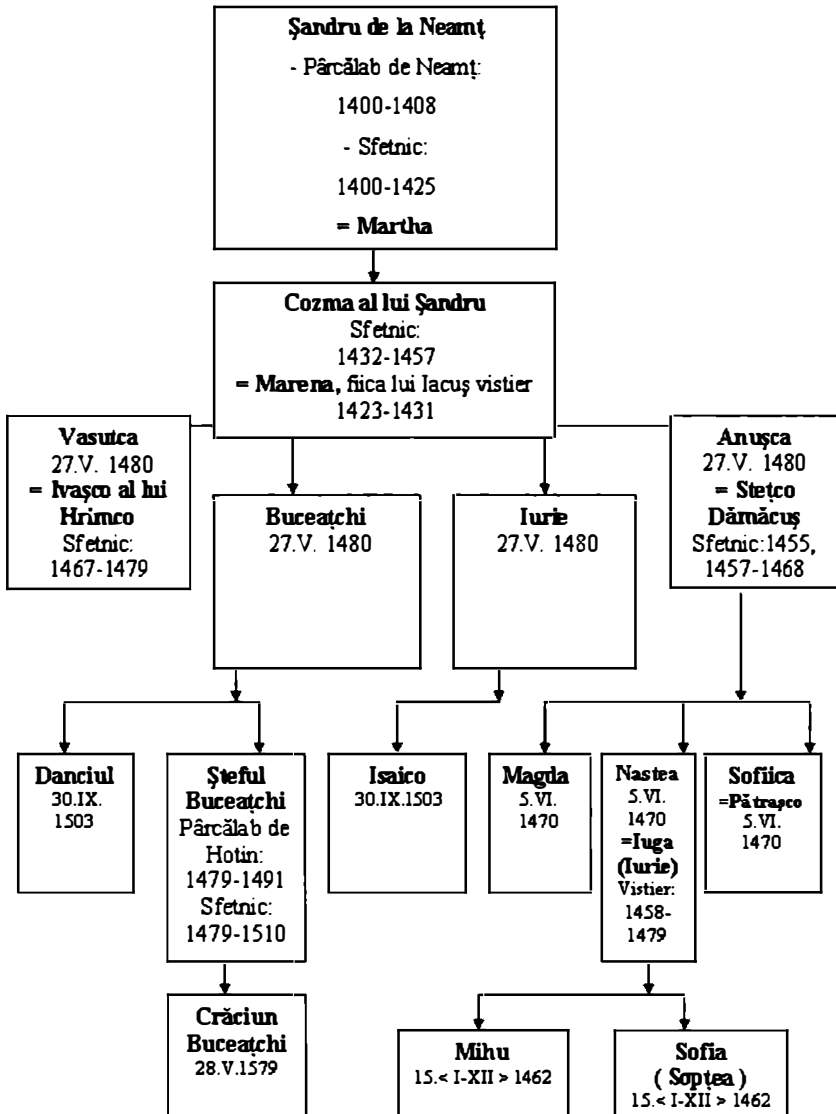 Şandru de la Neamţ
- Pârcălab de Neamţ:
1400-1408
- Sfetnic:
1400-1425
= Martha
Cozma al lui Şandru
Sfetnic:
1432-1457
= Marena, fiica lui Iacuş vistier
1423-1431
Vasutca
27.V. 1480
= Ivaşco al lui
Hrimco
Sfetnic:
1467-1479
Buceaţchi
27.V. 1480
Iurie
27.V. 1480
Anuşca
27.V. 1480
= Steţco
Dămăcuş
Sfetnic:1455,
1457-1468
Danciul
30.IX.
1503
Şteful
Buceaţchi
Pârcălab de
Hotin:
1479-1491
Sfetnic:
1479-1510
Isaico
30.IX.1503
Magda
5.VI.
1470
Nastea
5.VI.
1470
=Iuga
(Iurie)
Vistier:
1458-
1479
Sofiica
=Pătraşco
5.VI.
1470
Crăciun
Buceaţchi
28.V.1579
Mihu
15.< I-XII > 1462
Sofia
( Sopţea )
15.< I-XII > 1462